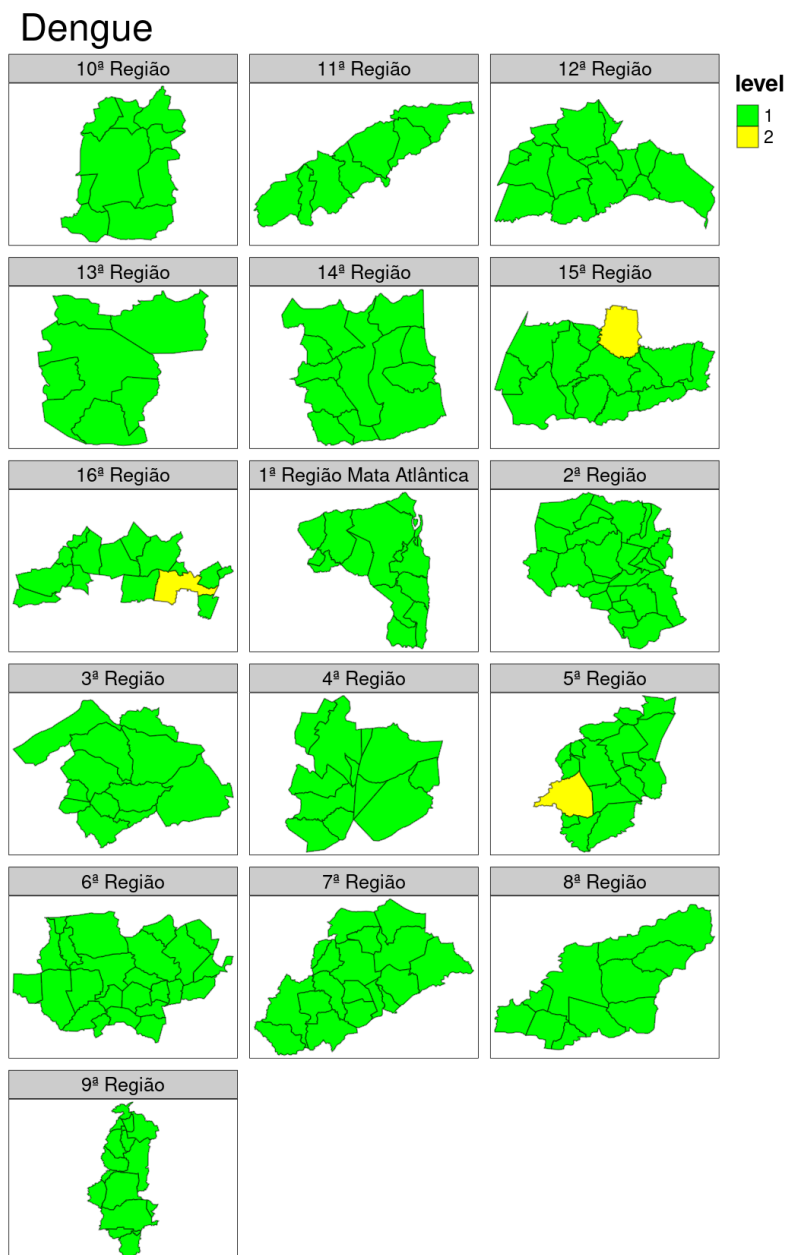 Dengue
10ª Região
11ª Região
12ª Região
level
1
2
13ª Região
14ª Região
15ª Região
16ª Região
1ª Região Mata Atlântica
2ª Região
3ª Região
4ª Região
5ª Região
6ª Região
7ª Região
8ª Região
9ª Região